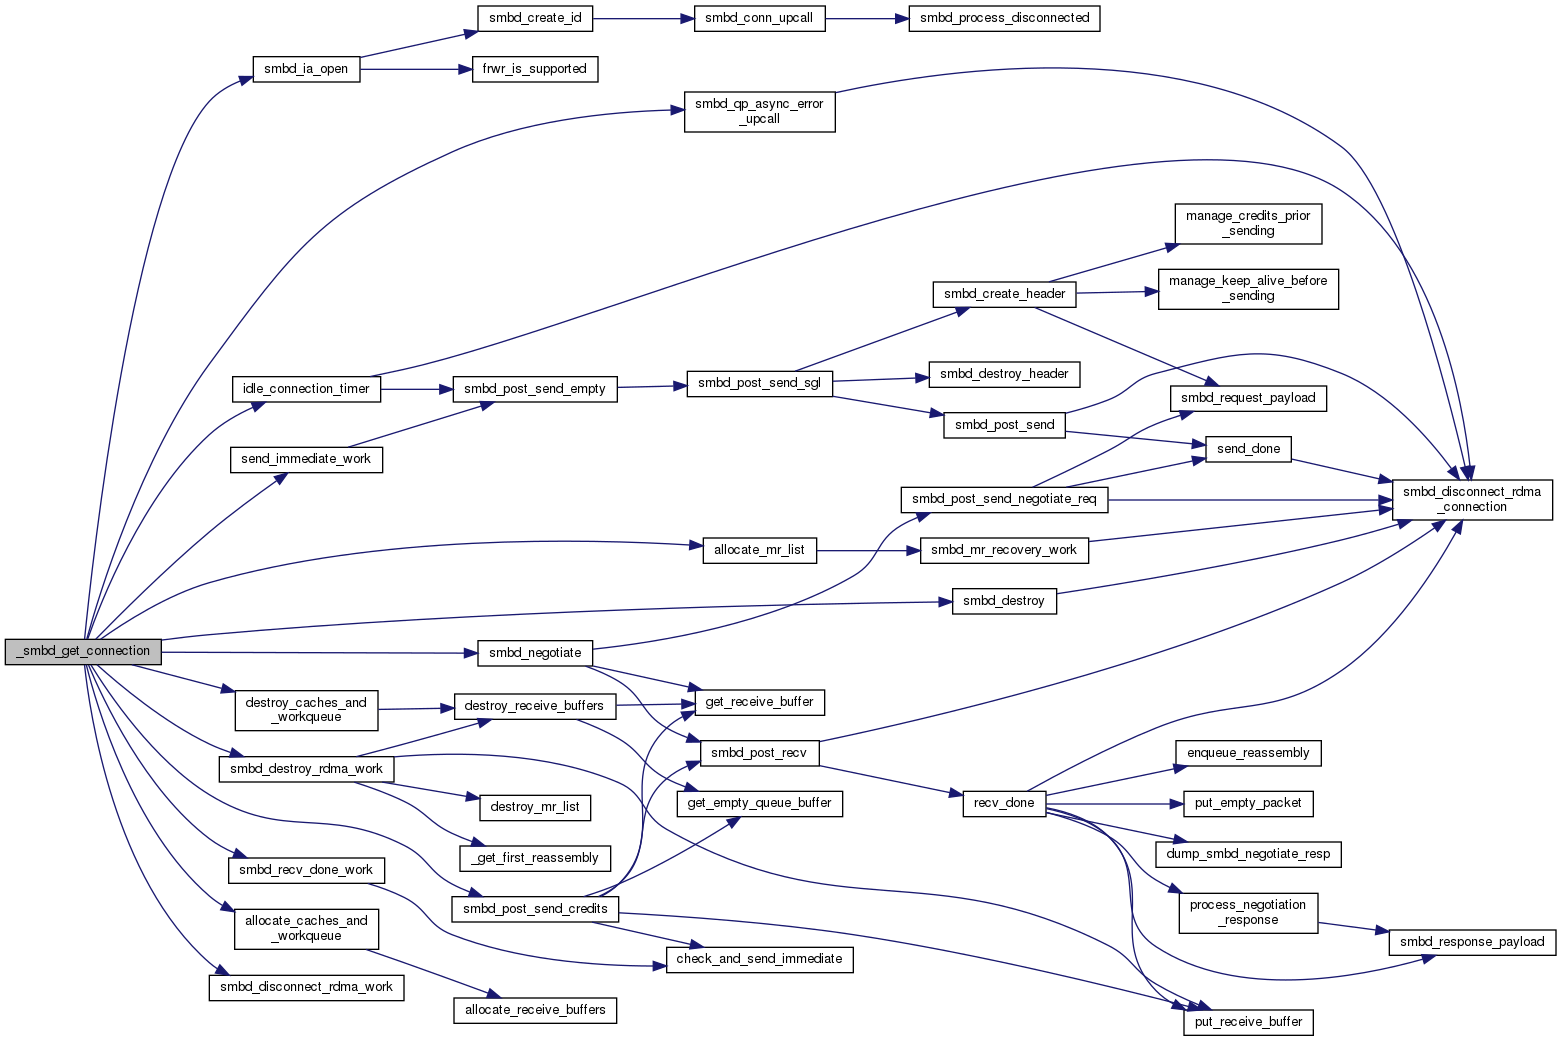 smbd_create_id
smbd_conn_upcall
smbd_process_disconnected
smbd_ia_open
frwr_is_supported
smbd_qp_async_error
_upcall
manage_credits_prior
_sending
manage_keep_alive_before
_sending
smbd_create_header
idle_connection_timer
smbd_post_send_empty
smbd_post_send_sgl
smbd_destroy_header
smbd_request_payload
smbd_post_send
send_immediate_work
send_done
smbd_post_send_negotiate_req
smbd_disconnect_rdma
_connection
allocate_mr_list
smbd_mr_recovery_work
smbd_destroy
_smbd_get_connection
smbd_negotiate
destroy_caches_and
_workqueue
destroy_receive_buffers
get_receive_buffer
smbd_destroy_rdma_work
smbd_post_recv
enqueue_reassembly
destroy_mr_list
get_empty_queue_buffer
recv_done
put_empty_packet
_get_first_reassembly
dump_smbd_negotiate_resp
smbd_recv_done_work
smbd_post_send_credits
process_negotiation
_response
allocate_caches_and
_workqueue
smbd_response_payload
check_and_send_immediate
smbd_disconnect_rdma_work
allocate_receive_buffers
put_receive_buffer